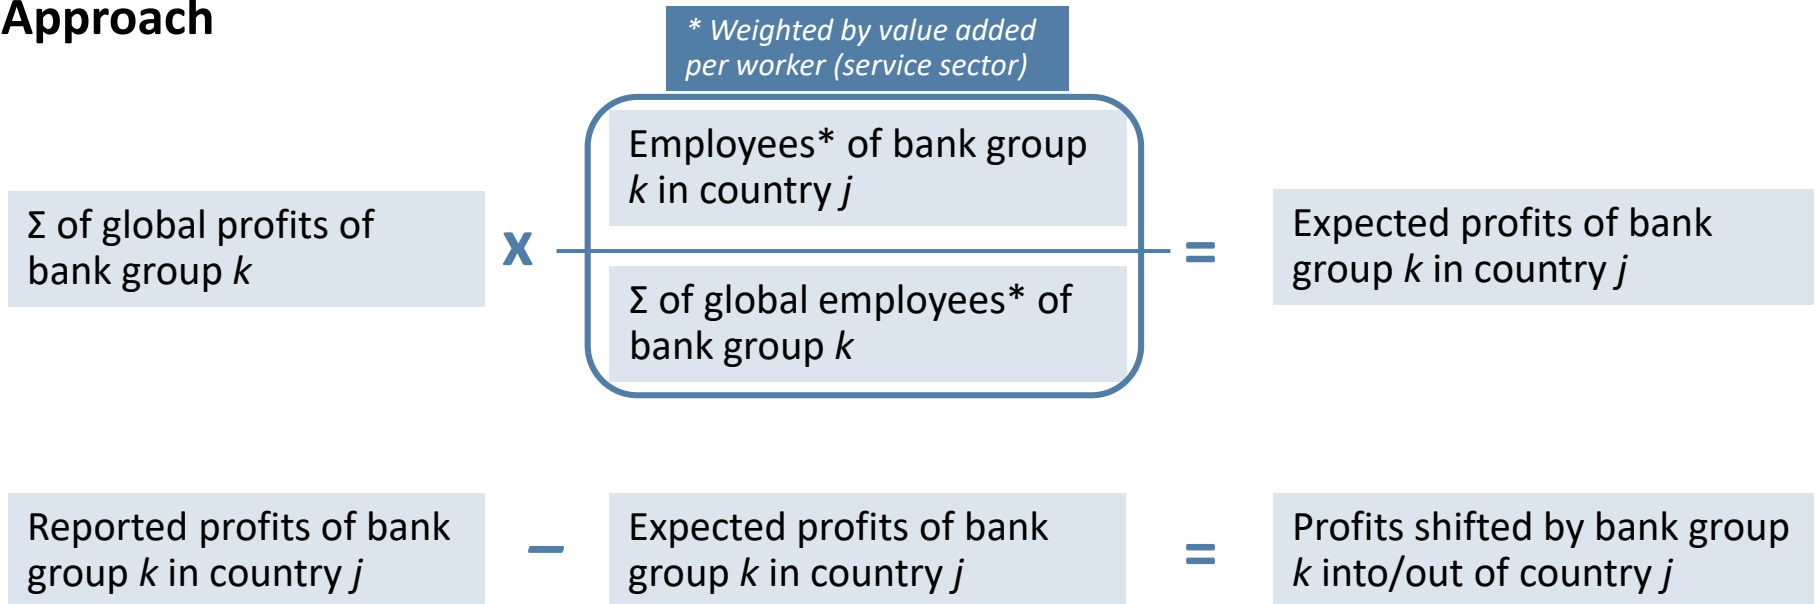 Approach
* Weighted by value added
per worker (service sector)
Σ of global profits of
bank group k
x
Employees* of bank group
k in country j
Σ of global employees* of
bank group k
=
Expected profits of bank
group k in country j
Reported profits of bank
group k in country j
–
Expected profits of bank
group k in country j
=
Profits shifted by bank group
k into/out of country j